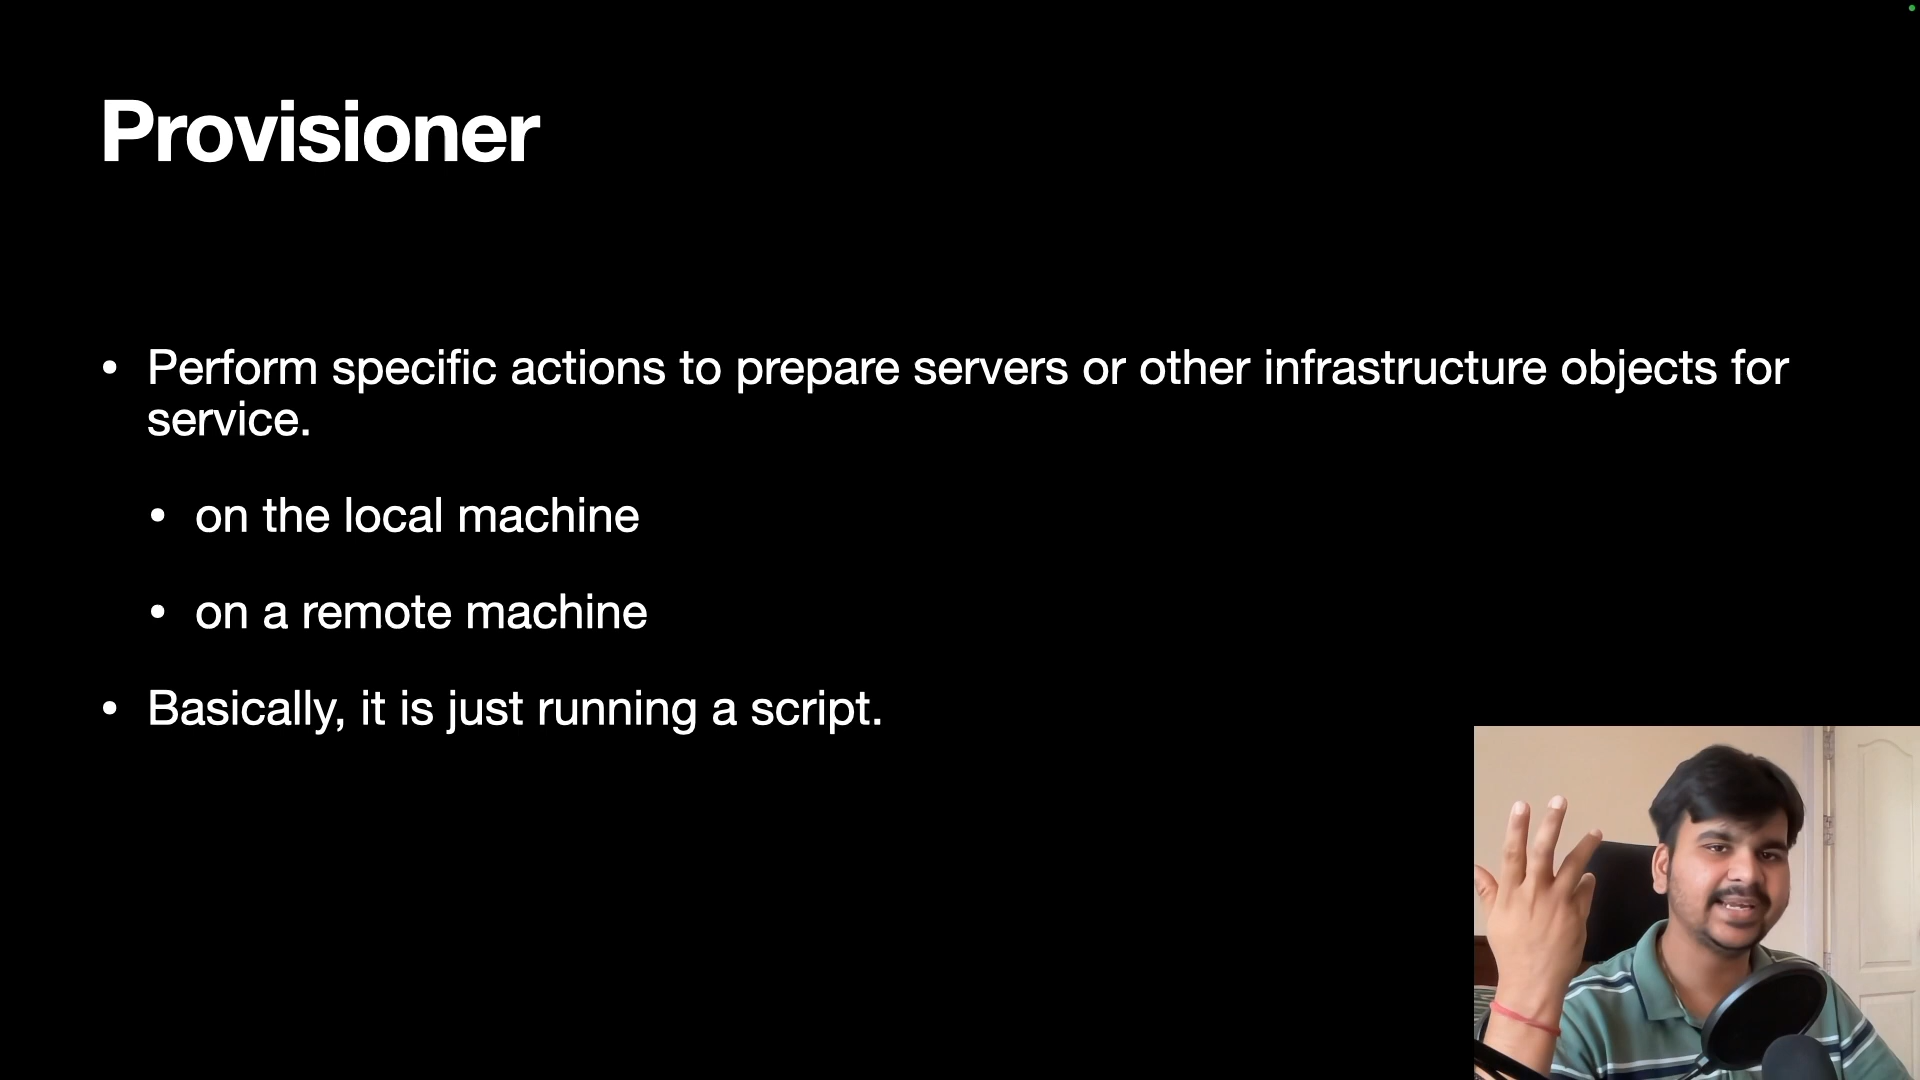 Provisioner
• Perform specific actions to prepare servers or other infrastructure objects for
service.
• on the local machine
• on a remote machine
• Basically, it is just running a script.